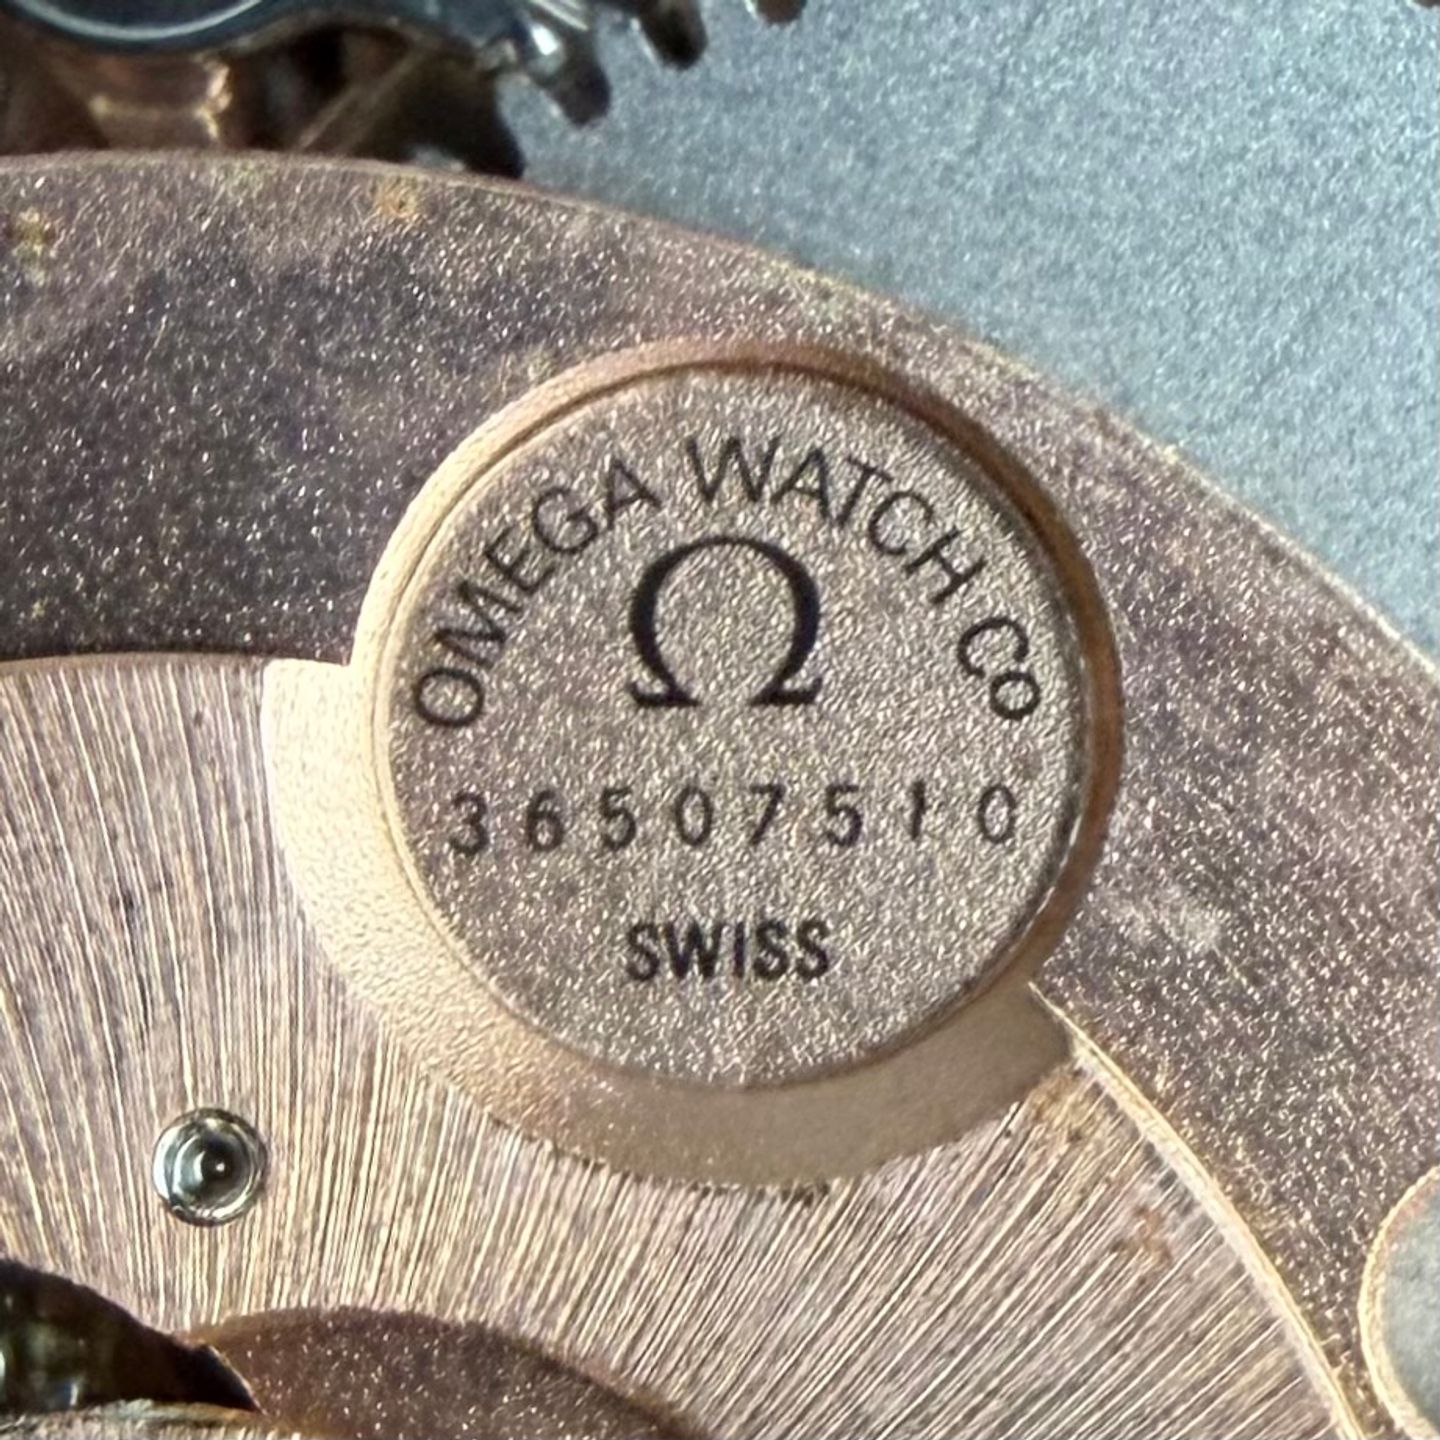 OMEGA WATCH Co
Ω
36507510
SWISS